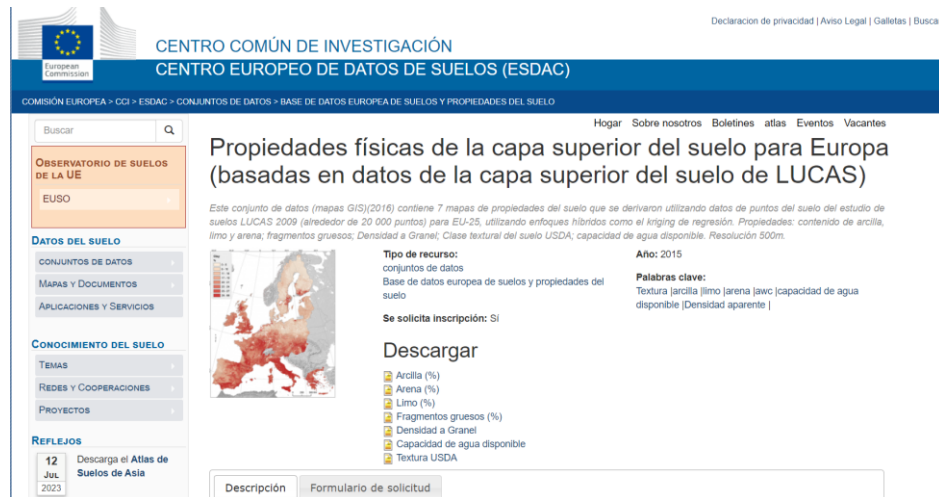 Declaracion de privacidad | Aviso Legal | Galletas | Busca
European
Commission
CENTRO COMÚN DE INVESTIGACIÓN
CENTRO EUROPEO DE DATOS DE SUELOS (ESDAC)
COMISIÓN EUROPEA > CCI > ESDAC > CONJUNTOS DE DATOS > BASE DE DATOS EUROPEA DE SUELOS Y PROPIEDADES DEL SUELO
Hogar Sobre nosotros Boletines atlas Eventos Vacantes
Buscar
OBSERVATORIO DE SUELOS
DE LA UE
EUSO
DATOS DEL SUELO
CONJUNTOS DE DATOS
MAPAS Y DOCUMENTOS
APLICACIONES Y SERVICIOS
CONOCIMIENTO DEL SUELO
TEMAS
REDES Y COOPERACIONES
PROYECTOS
REFLEJOS
12
JUL
2023
Descarga el Atlas de
Suelos de Asia
Propiedades físicas de la capa superior del suelo para Europa
(basadas en datos de la capa superior del suelo de LUCAS)
Este conjunto de datos (mapas GIS)(2016) contiene 7 mapas de propiedades del suelo que se derivaron utilizando datos de puntos del suelo del estudio de
suelos LUCAS 2009 (alrededor de 20 000 puntos) para EU-25, utilizando enfoques híbridos como el kriging de regresión. Propiedades: contenido de arcilla,
limo y arena; fragmentos gruesos; Densidad a Granel; Clase textural del suelo USDA; capacidad de agua disponible. Resolución 500m.
Tipo de recurso:
conjuntos de datos
Base de datos europea de suelos y propiedades del
suelo
Se solicita inscripción: Sí
Año: 2015
Palabras clave:
Textura |arcilla |limo |arena |awc |capacidad de agua
disponible |Densidad aparente |
Descargar
Arcilla (%)
Arena (%)
Limo (%)
Fragmentos gruesos (%)
Densidad a Granel
Capacidad de agua disponible
Textura USDA
Descripción
Formulario de solicitud